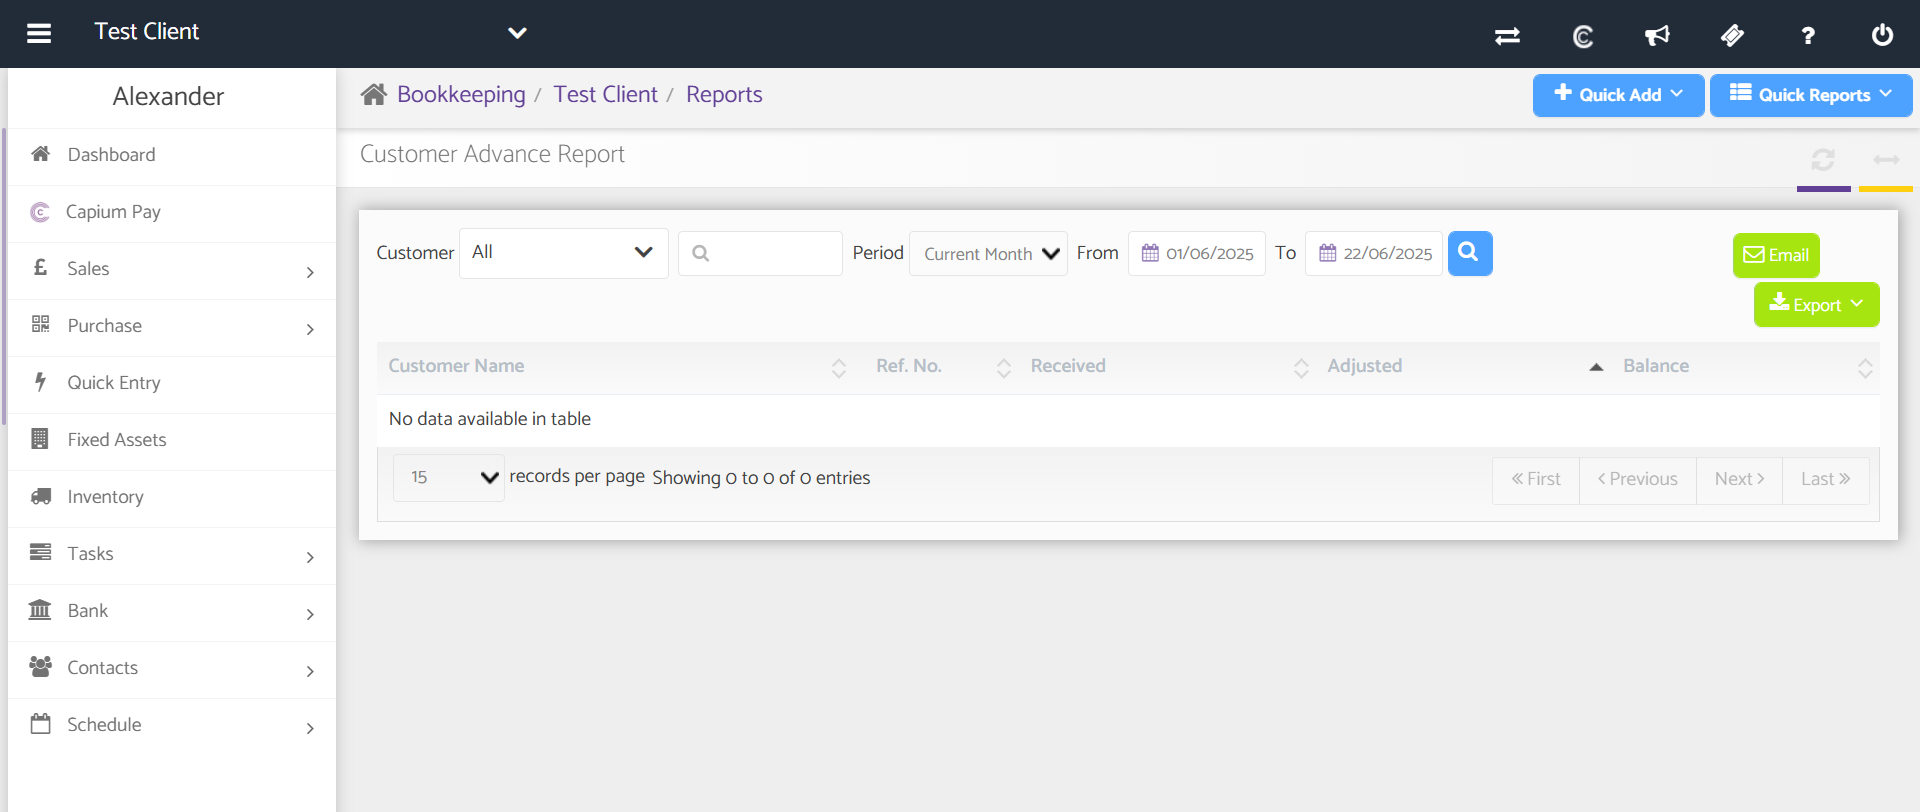 Test Client
?
Alexander
Dashboard
Capium Pay
Sales
Purchase
Quick Entry
Fixed Assets
Inventory
Tasks
Bank
Contacts
Schedule
Bookkeeping / Test Client / Reports
Quick Add
Quick Reports
Customer Advance Report
Customer All Period Current Month From 01/06/2025 To 22/06/2025
Email
Export
Customer Name Ref. No. Received Adjusted Balance
No data available in table
15 records per page Showing 0 to 0 of 0 entries
« First ‹ Previous Next › Last »